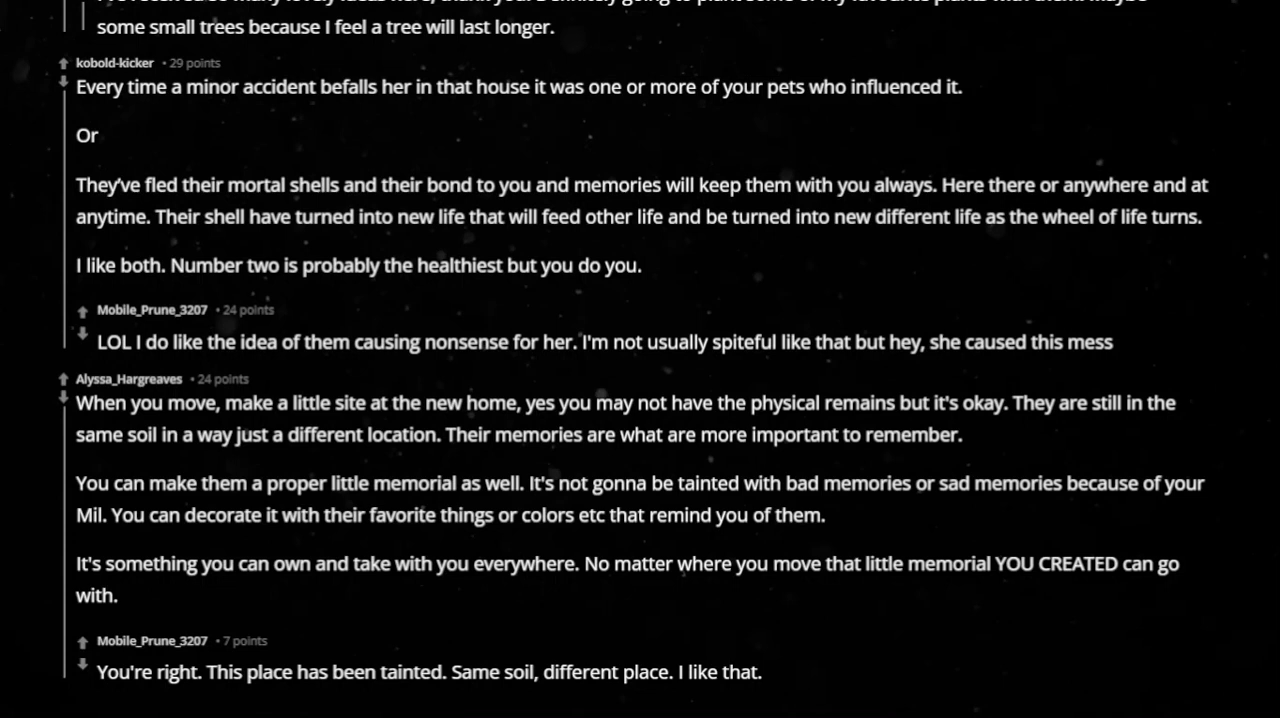 some small trees because I feel a tree will last longer.
kobold-kicker • 29 points
Every time a minor accident befalls her in that house it was one or more of your pets who influenced it.
Or
They've fled their mortal shells and their bond to you and memories will keep them with you always. Here there or anywhere and at
anytime. Their shell have turned into new life that will feed other life and be turned into new different life as the wheel of life turns.
I like both. Number two is probably the healthiest but you do you.
Mobile_Prune_3207 • 24 points
LOL I do like the idea of them causing nonsense for her. I'm not usually spiteful like that but hey, she caused this mess
Alyssa_Hargreaves • 24 points
When you move, make a little site at the new home, yes you may not have the physical remains but it's okay. They are still in the
same soil in a way just a different location. Their memories are what are more important to remember.
You can make them a proper little memorial as well. It's not gonna be tainted with bad memories or sad memories because of your
Mil. You can decorate it with their favorite things or colors etc that remind you of them.
It's something you can own and take with you everywhere. No matter where you move that little memorial YOU CREATED can go
with.
Mobile_Prune_3207 • 7 points
You're right. This place has been tainted. Same soil, different place. I like that.